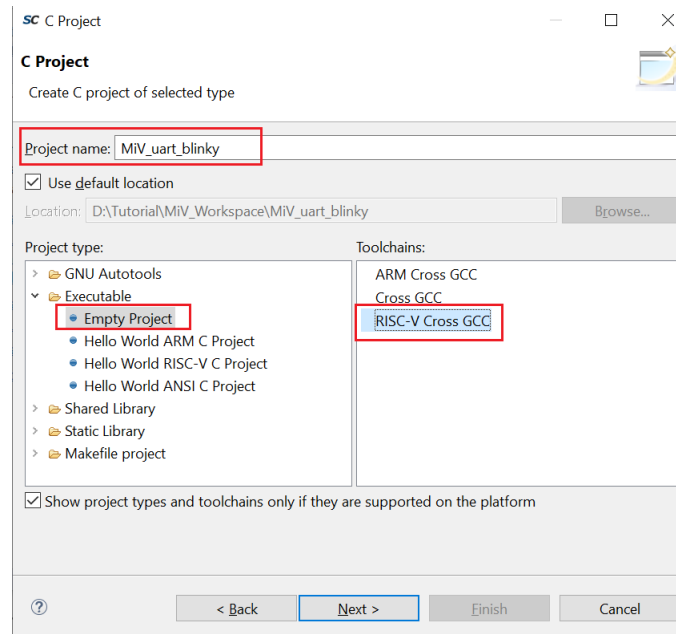 SC C Project
C Project
Create C project of selected type
Project name: MiV_uart_blinky
Use default location
Location: D:\Tutorial\MiV_Workspace\MiV_uart_blinky Browse...
Project type: Toolchains:
GNU Autotools ARM Cross GCC
Executable Cross GCC
Empty Project RISC-V Cross GCC
Hello World ARM C Project
Hello World RISC-V C Project
Hello World ANSI C Project
Shared Library
Static Library
Makefile project
Show project types and toolchains only if they are supported on the platform
? < Back Next > Finish Cancel